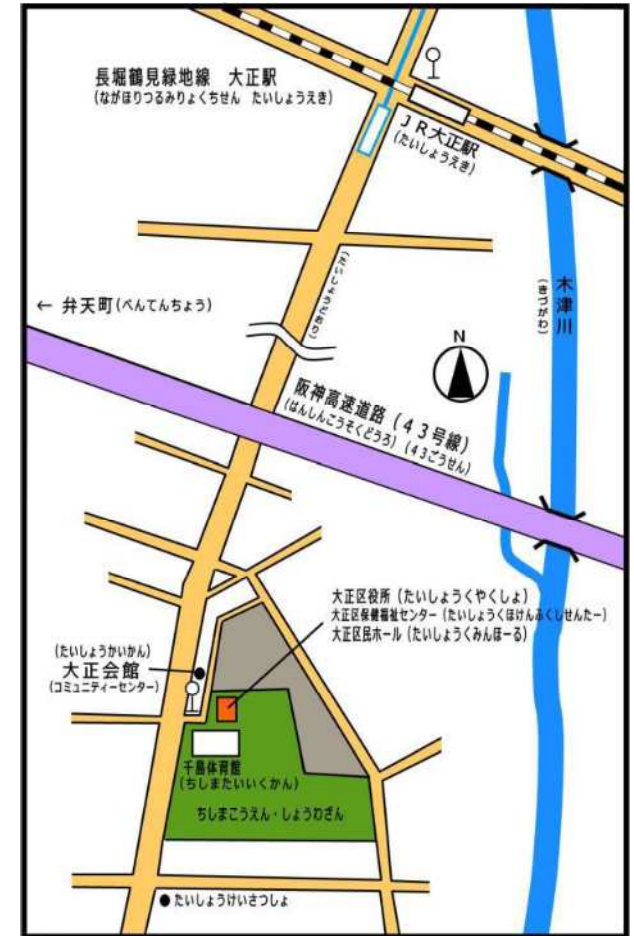 長堀鶴見緑地線　大正駅
(ながほりつるみりょくちせん　たいしょうえき)
ＪＲ大正駅
(たいしょうえき)
(たいしょうどおり)
← 弁天町(べんてんちょう)
木津川
(きづがわ)
N
阪神高速道路（４３号線）
(はんしんこうそくどうろ)（４３ごうせん）
大正区役所（たいしょうくやくしょ）
大正区保健福祉センター（たいしょうくほけんふくしせんたー）
大正区民ホール（たいしょうくみんほーる）
(たいしょうかいかん)
大正会館
(コミュニティーセンター)
千島体育館
(ちしまたいいくかん)
ちしまこうえん・しょうわざん
●たいしょうけいさつしょ